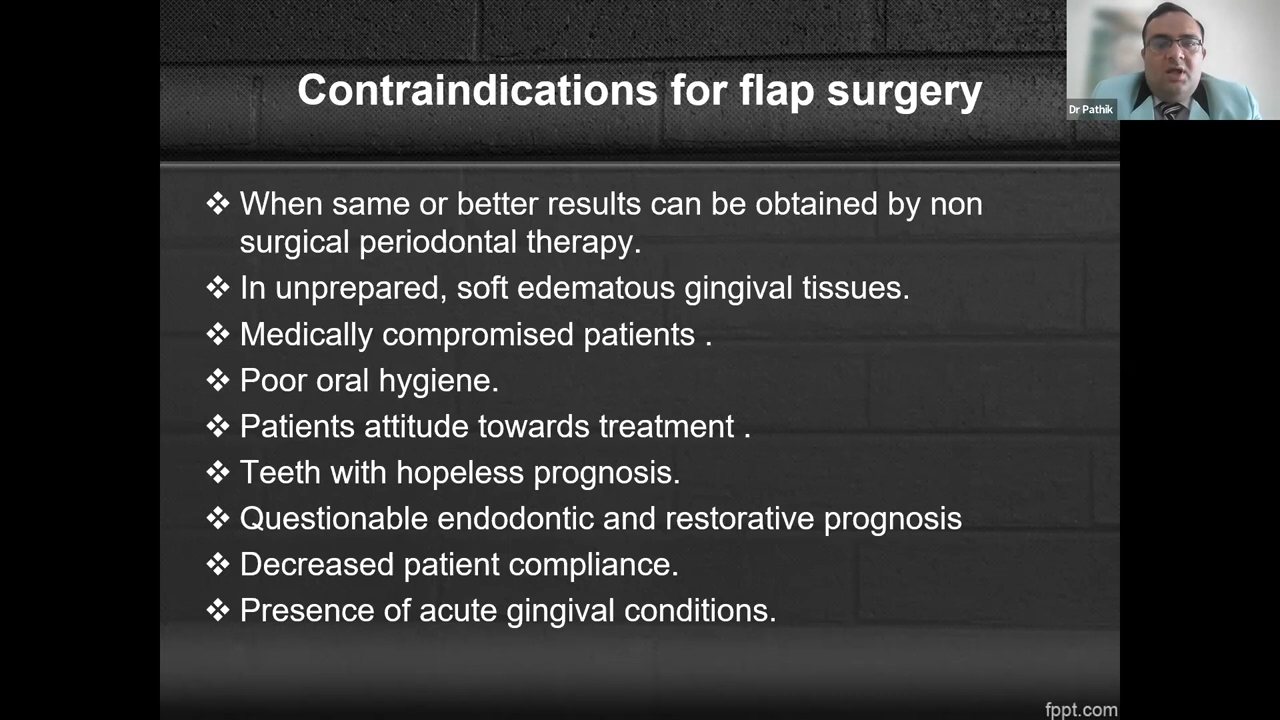 Contraindications for flap surgery
Dr Pathik
❖ When same or better results can be obtained by non
surgical periodontal therapy.
❖ In unprepared, soft edematous gingival tissues.
❖ Medically compromised patients .
❖ Poor oral hygiene.
❖ Patients attitude towards treatment .
❖ Teeth with hopeless prognosis.
❖ Questionable endodontic and restorative prognosis
❖ Decreased patient compliance.
❖ Presence of acute gingival conditions.
fppt.com